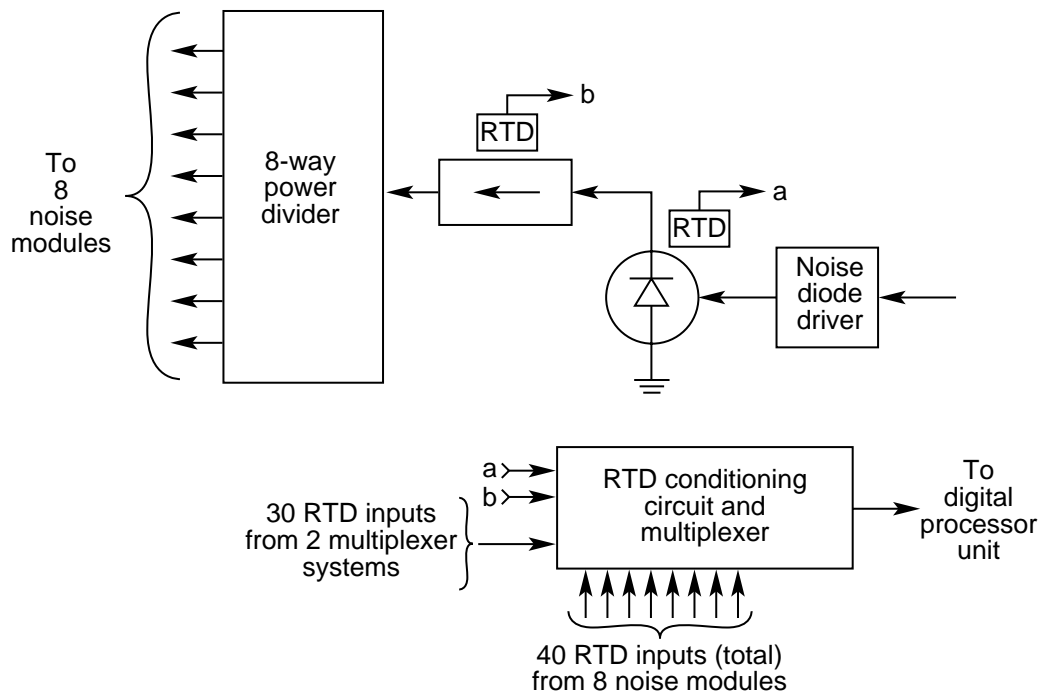 To
8
noise
modules
8-way
power
divider
RTD
b
RTD
a
Noise
diode
driver
a
b
30 RTD inputs
from 2 multiplexer
systems
RTD conditioning
circuit and
multiplexer
To
digital
processor
unit
40 RTD inputs (total)
from 8 noise modules